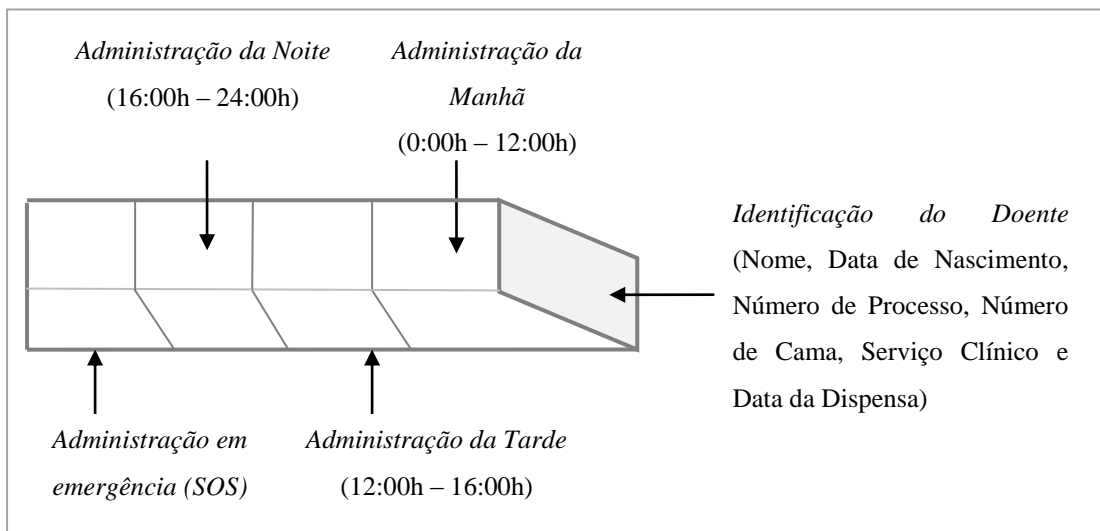 Administração da Noite
(16:00h – 24:00h)
Administração da
Manhã
(0:00h – 12:00h)
Identificação do Doente
(Nome, Data de Nascimento,
Número de Processo, Número
de Cama, Serviço Clínico e
Data da Dispensa)
Administração em
emergência (SOS)
Administração da Tarde
(12:00h – 16:00h)